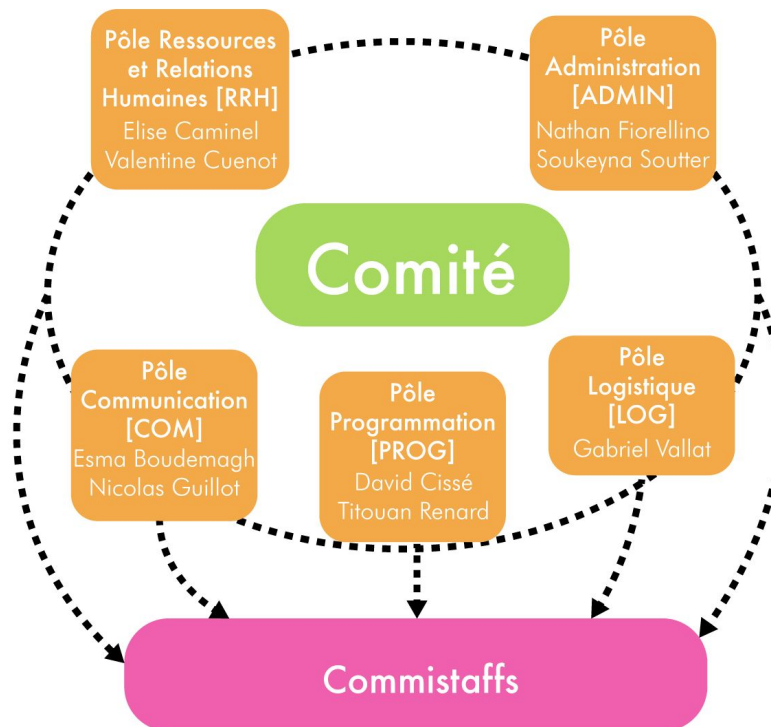 Pôle Ressources
et Relations
Humaines [RRH]
Elise Caminel
Valentine Cuenot
Pôle
Administration
[ADMIN]
Nathan Fiorellino
Soukeyna Soutter
Comité
Pôle
Communication
[COM]
Esma Boudemagh
Nicolas Guillot
Pôle
Programmation
[PROG]
David Cissé
Titouan Renard
Pôle
Logistique
[LOG]
Gabriel Vallat
Commistaffs